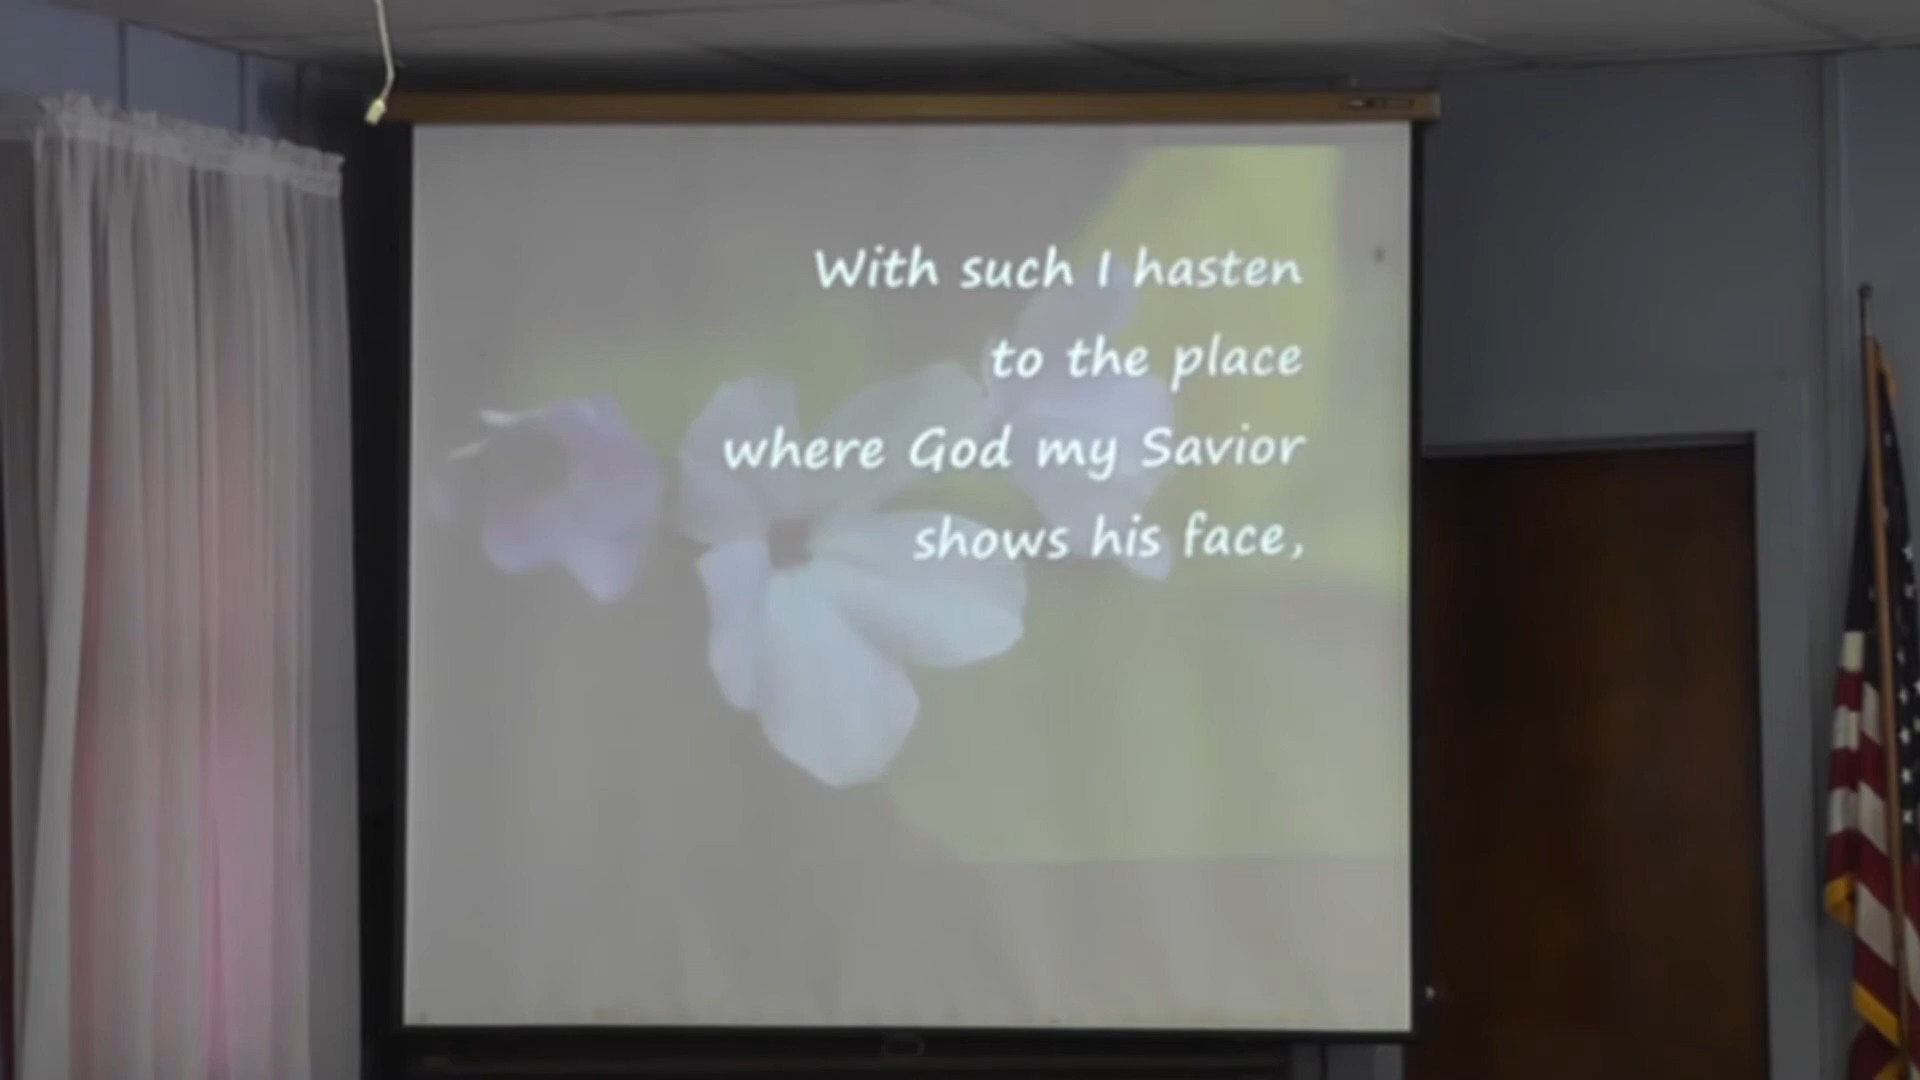 With such I hasten
to the place
where God my Savior
shows his face,